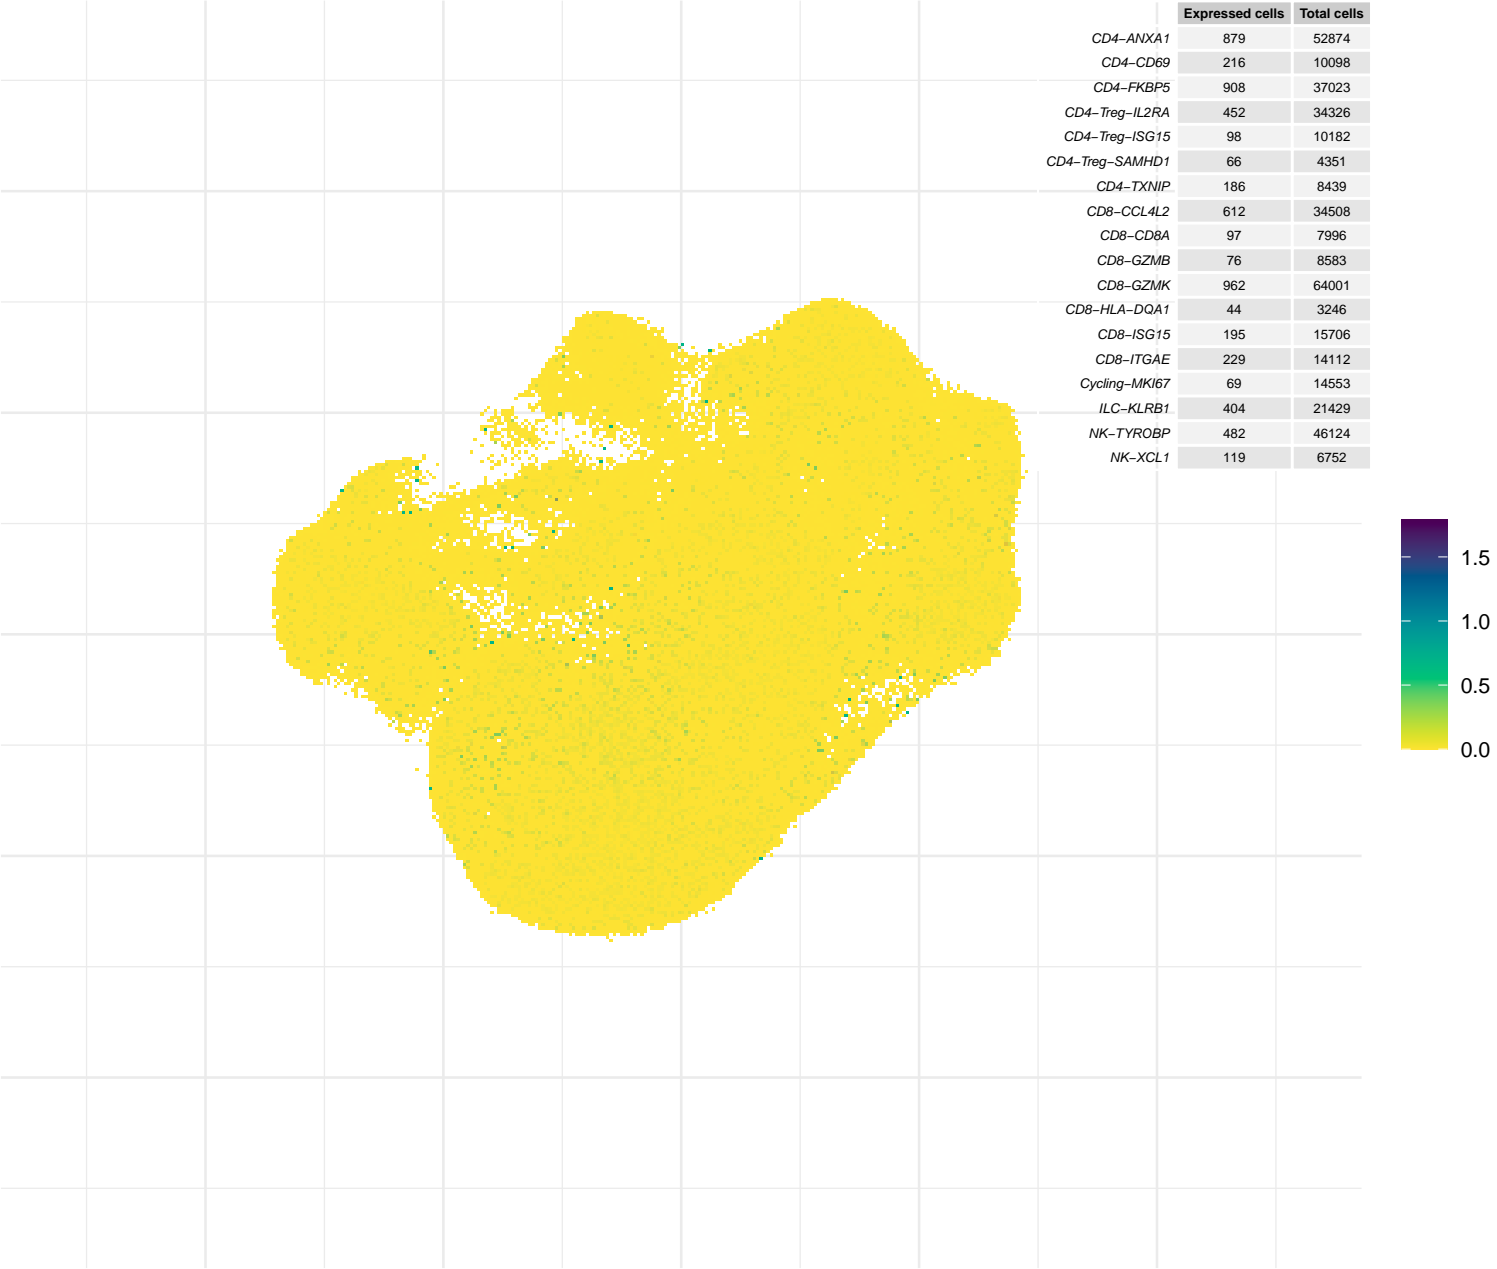 Expressed cells Total cells
CD4−ANXA1 879 52874
CD4−CD69 216 10098
CD4−FKBP5 908 37023
CD4−Treg−IL2RA 452 34326
CD4−Treg−ISG15 98 10182
CD4−Treg−SAMHD1 66 4351
CD4−TXNIP 186 8439
CD8−CCL4L2 612 34508
CD8−CD8A 97 7996
CD8−GZMB 76 8583
CD8−GZMK 962 64001
CD8−HLA−DQA1 44 3246
CD8−ISG15 195 15706
CD8−ITGAE 229 14112
Cycling−MKI67 69 14553
ILC−KLRB1 404 21429
NK−TYROBP 482 46124
NK−XCL1 119 6752
1.5
1.0
0.5
0.0